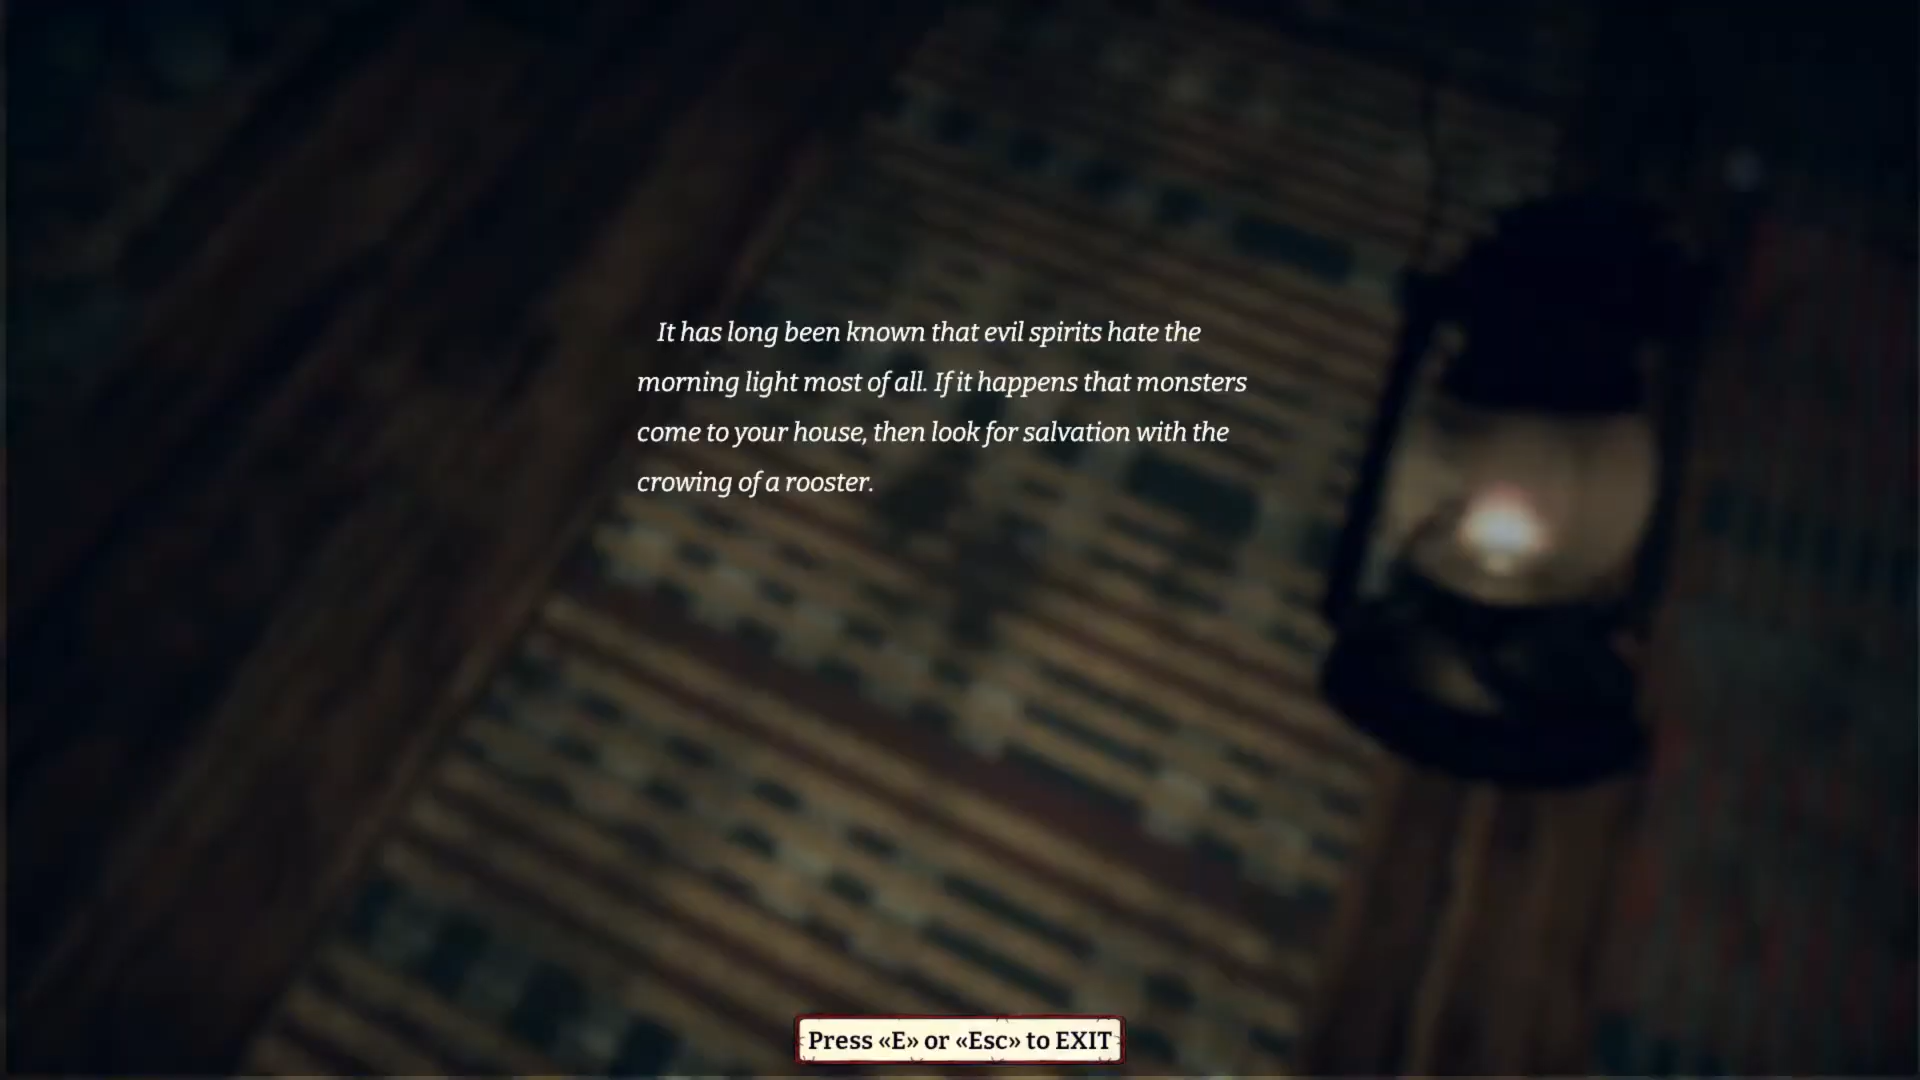 It has long been known that evil spirits hate the
morning light most of all. If it happens that monsters
come to your house, then look for salvation with the
crowing of a rooster.
Press «E» or «Esc» to EXIT